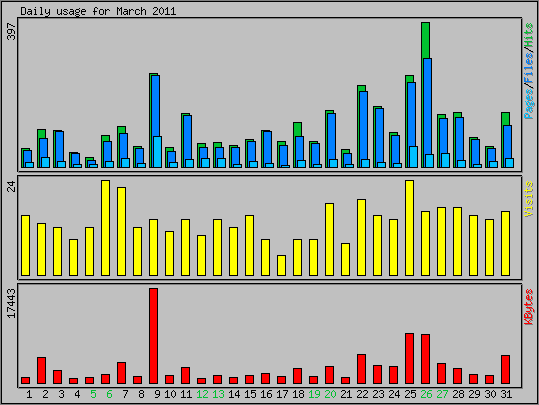 Daily usage for March 2011
397
Pages/Files/Hits
24
Visits
17443
KBytes
1 2 3 4 5 6 7 8 9 10 11 12 13 14 15 16 17 18 19 20 21 22 23 24 25 26 27 28 29 30 31